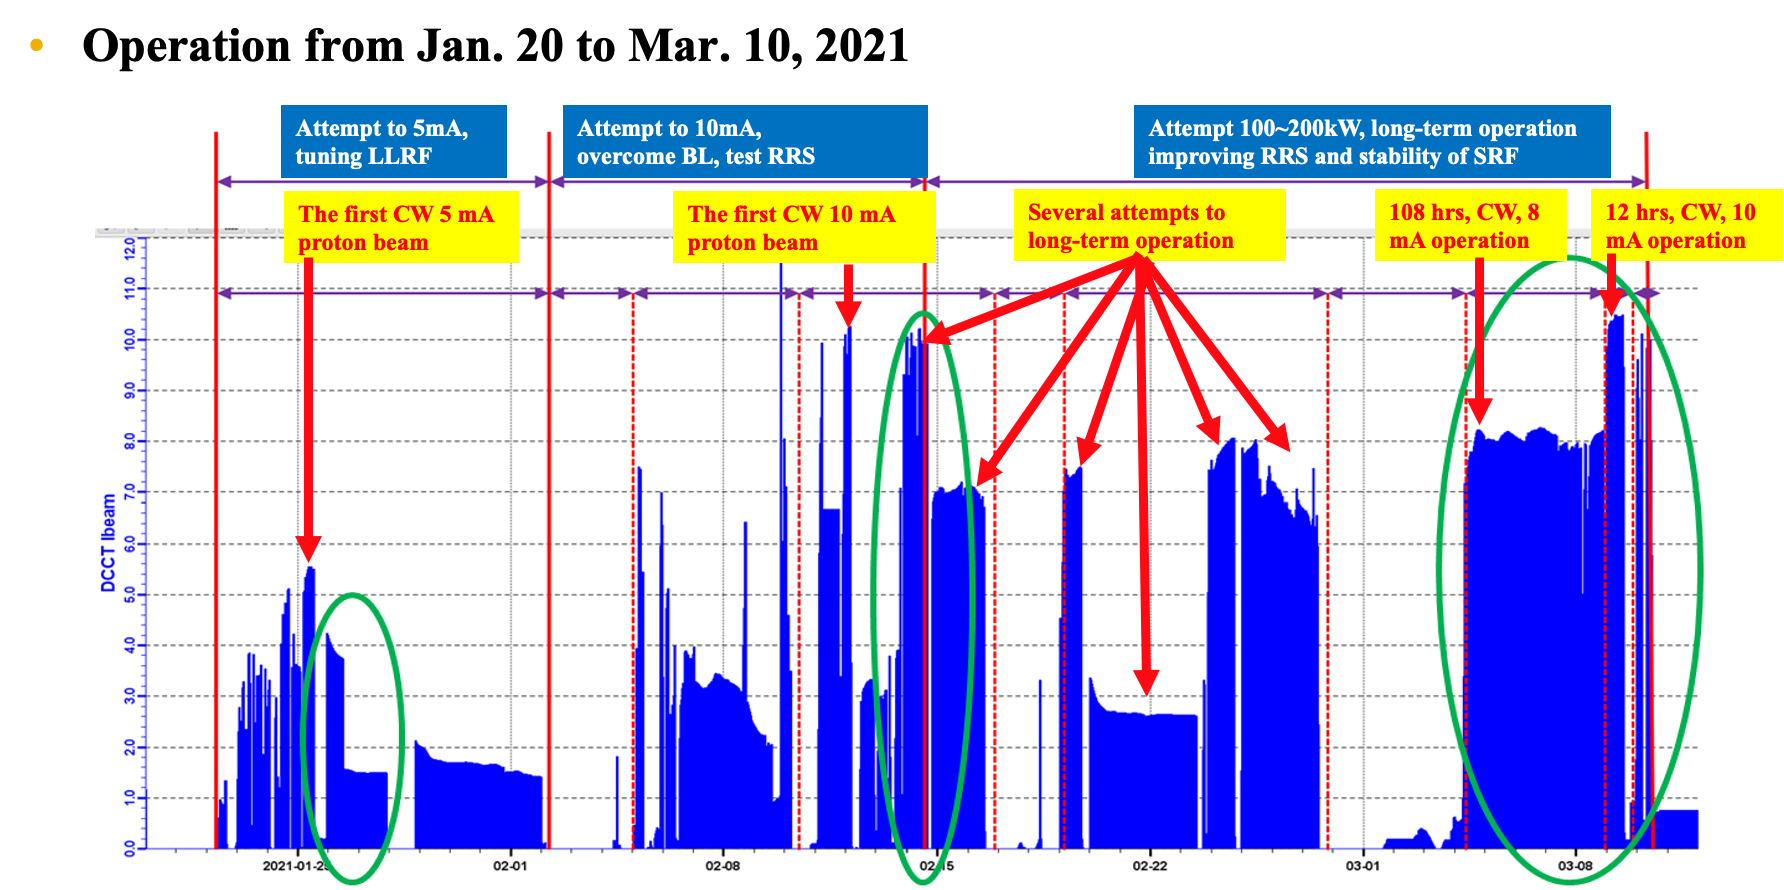 • Operation from Jan. 20 to Mar. 10, 2021
Attempt to 5mA,
tuning LLRF
Attempt to 10mA,
overcome BL, test RRS
Attempt 100~200kW, long-term operation
improving RRS and stability of SRF
The first CW 5 mA
proton beam
The first CW 10 mA
proton beam
Several attempts to
long-term operation
108 hrs, CW, 8
mA operation
12 hrs, CW, 10
mA operation
DCCT Ibeam
12.0
11.0
10.0
9.0
8.0
7.0
6.0
5.0
4.0
3.0
2.0
1.0
0.0
2021-01-25
02-01
02-08
02-15
02-22
03-01
03-08